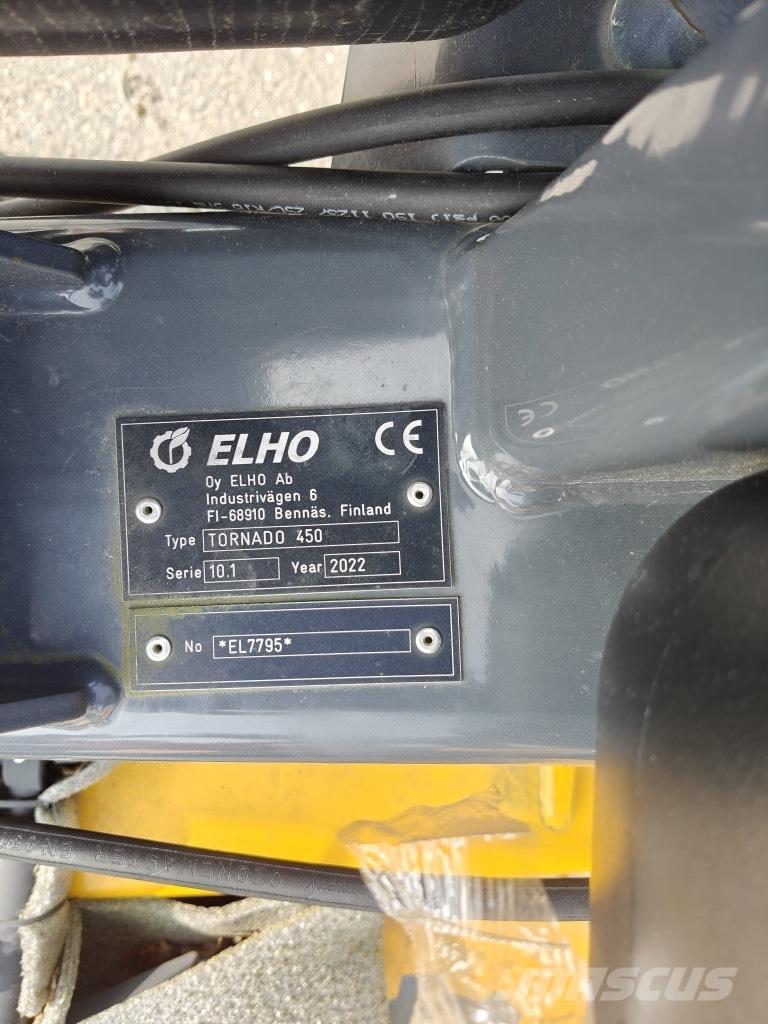 ELHO
CE
Oy ELHO Ab
Industrivägen 6
FI-68910 Bennäs. Finland
Type TORNADO 450
Serie 10.1 Year 2022
No *EL7795*
MASCUS